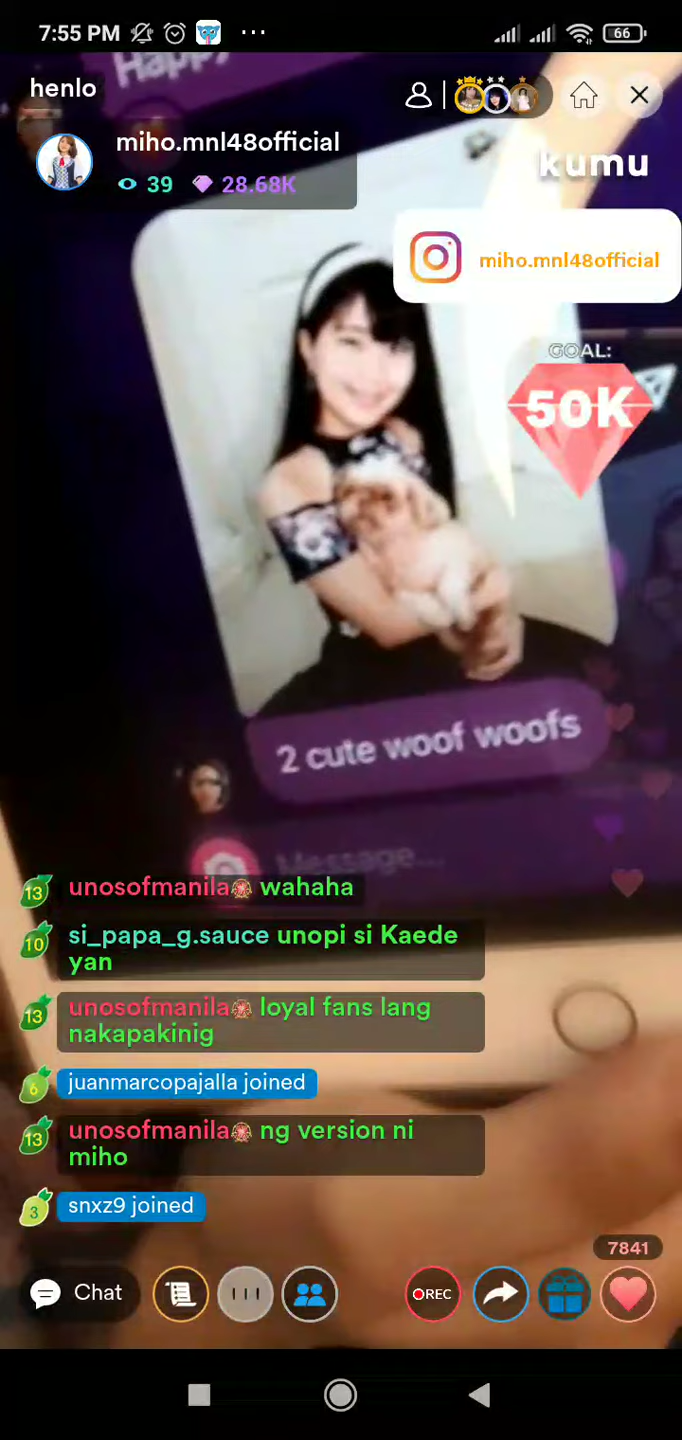 7:55 PM
66
henlo
miho.mnl48official
39 28.68K
kumu
miho.mnl48official
GOAL:
50K
2 cute woof woofs
Message...
13 unosofmanila wahaha
10 si_papa_g.sauce unopi si Kaede
yan
13 unosofmanila loyal fans lang
nakapakinig
6 juanmarcopajalla joined
13 unosofmanila ng version ni
miho
3 snxz9 joined
7841
Chat
REC